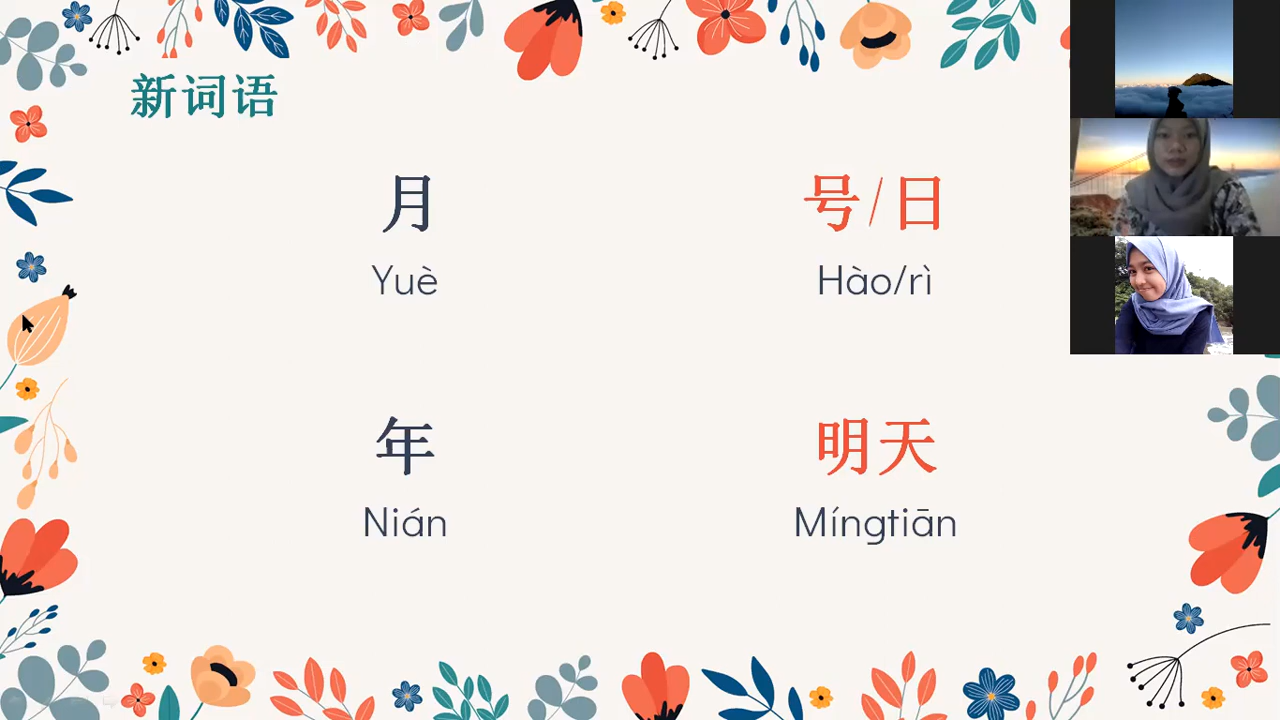 新词语
月
Yuè
号/日
Hào/rì
年
Nián
明天
Míngtiān